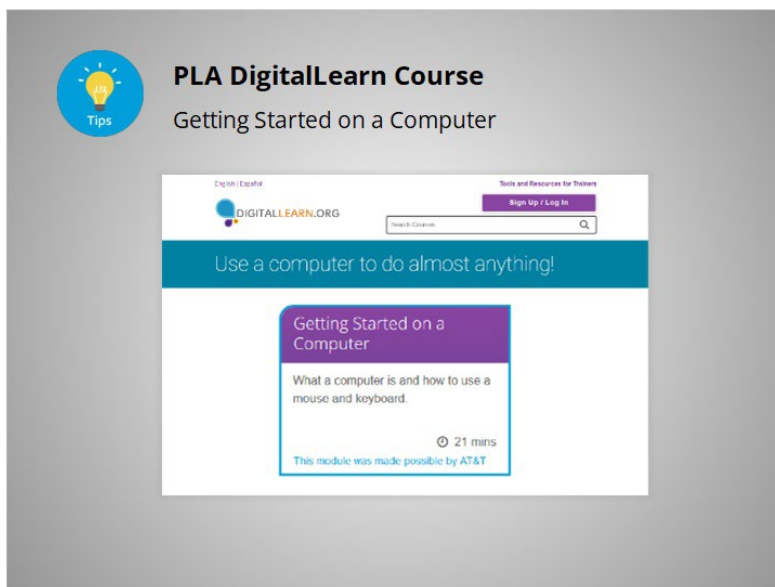 PLA DigitalLearn Course
Tips
Getting Started on a Computer
English | Español
Tools and Resources for Trainers
Sign Up / Log In
DIGITALLEARN.ORG
Search Courses
Use a computer to do almost anything!
Getting Started on a
Computer
What a computer is and how to use a
mouse and keyboard.
21 mins
This module was made possible by AT&T